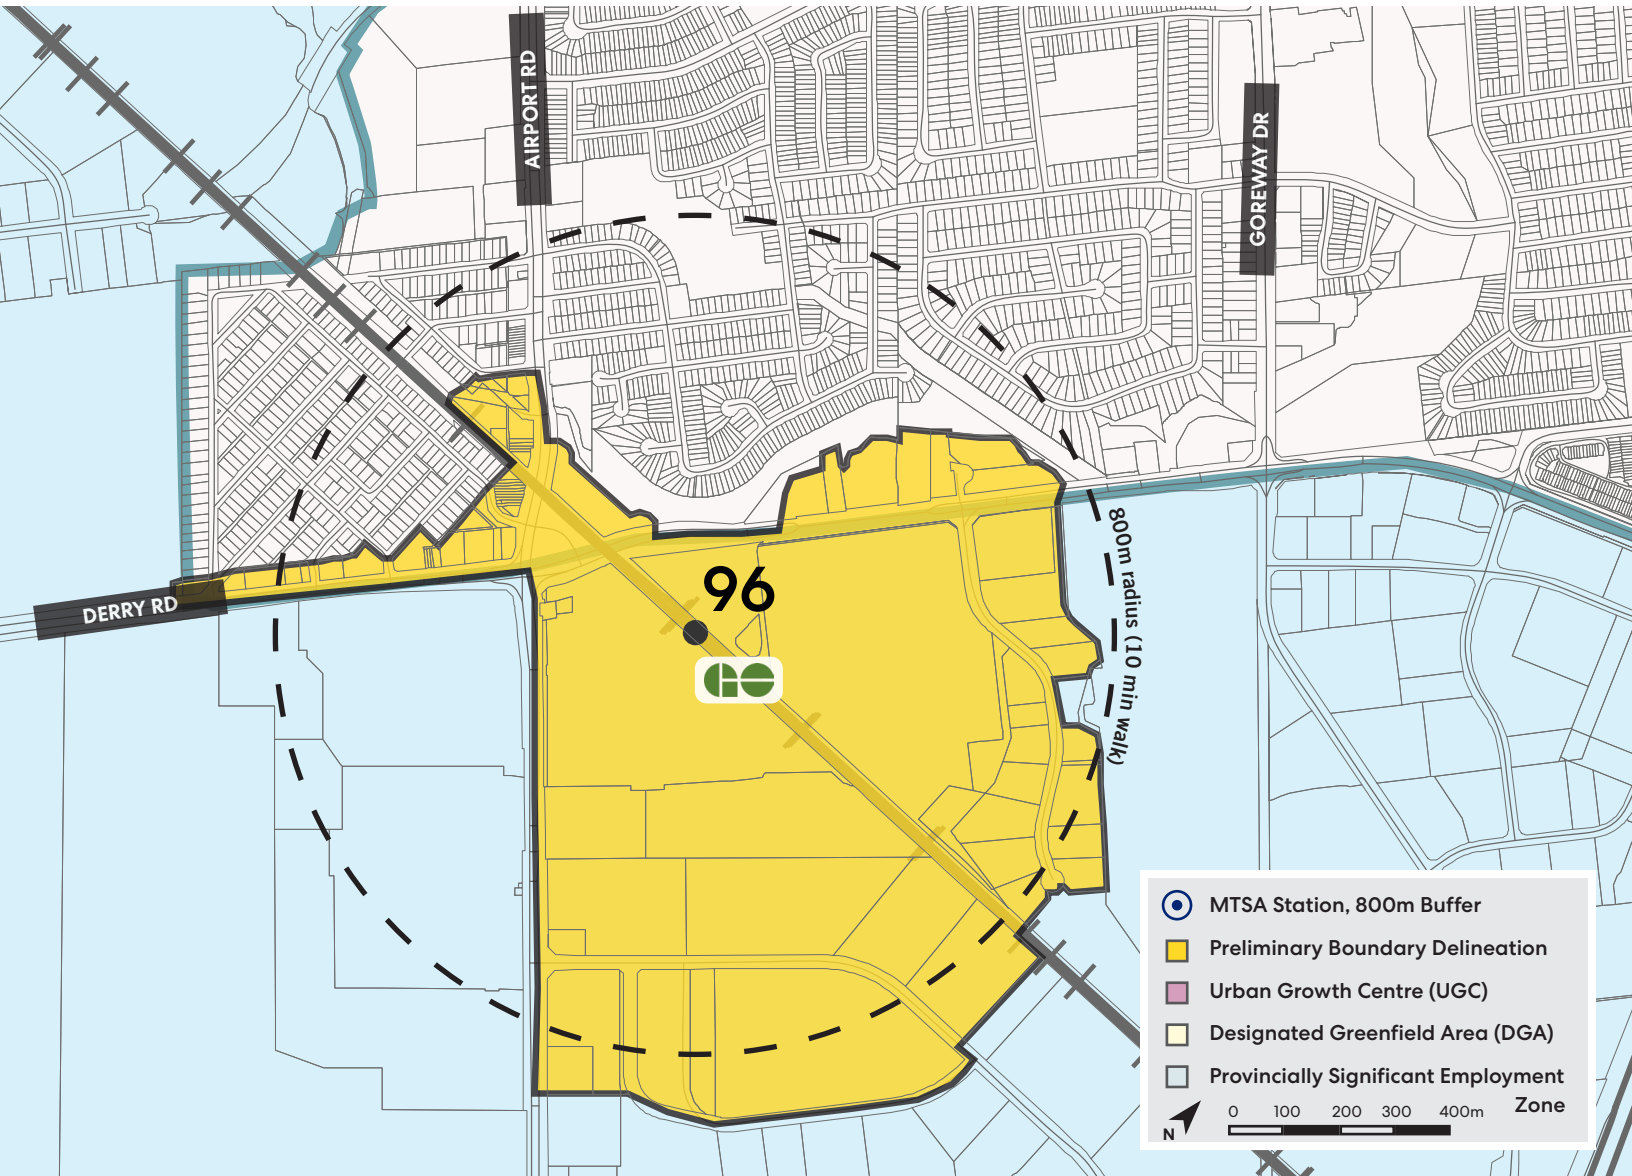 AIRPORT RD
GOREWAY DR
DERRY RD
96
GO
800m radius (10 min walk)
MTSA Station, 800m Buffer
Preliminary Boundary Delineation
Urban Growth Centre (UGC)
Designated Greenfield Area (DGA)
Provincially Significant Employment
Zone
N
0 100 200 300 400m